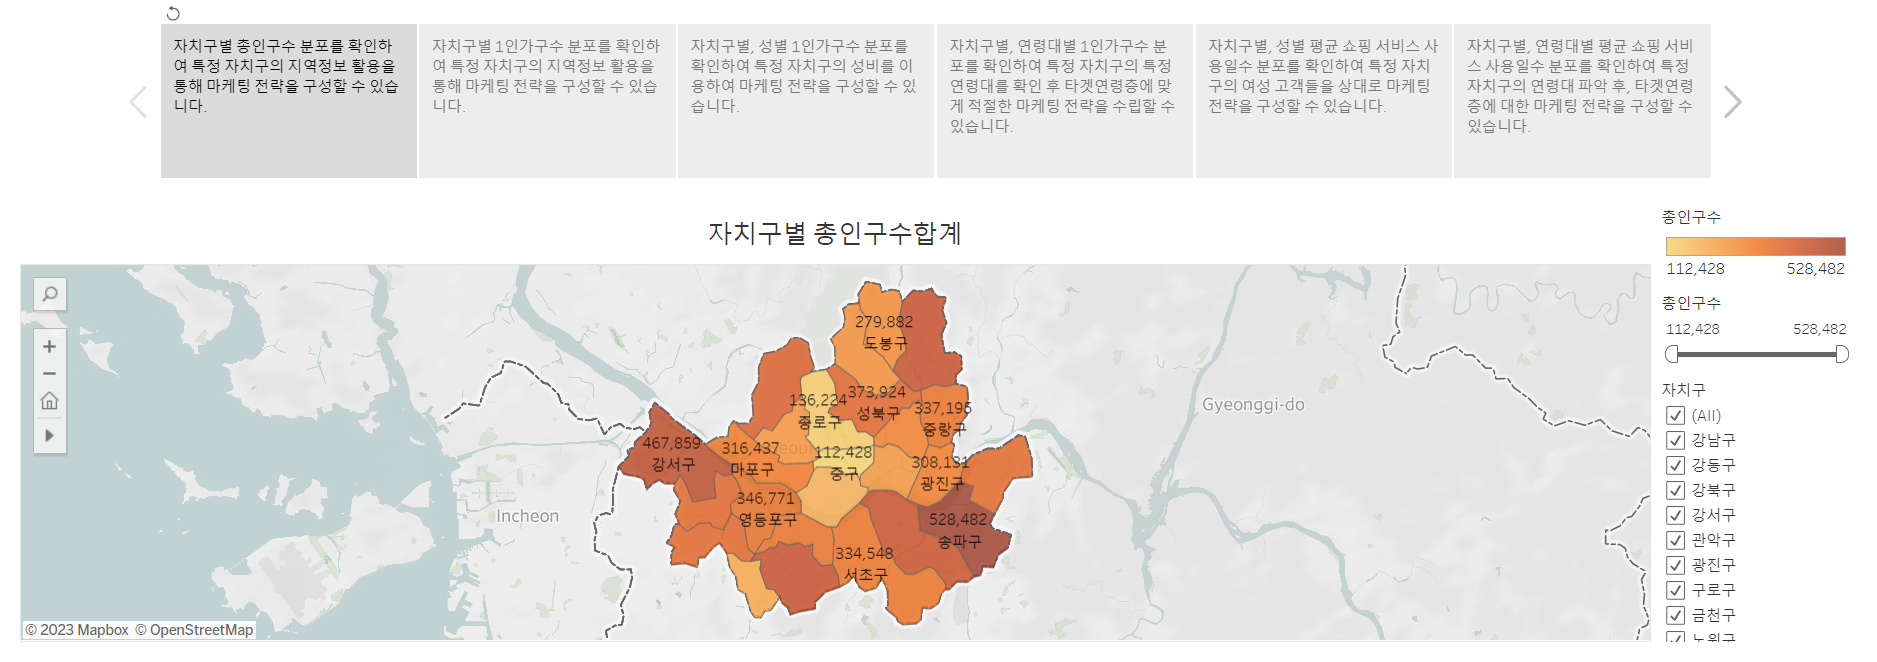 자치구별 총인구수 분포를 확인하
여 특정 자치구의 지역정보 활용을
통해 마케팅 전략을 구성할 수 있습
니다.
자치구별 1인가구수 분포를 확인하
여 특정 자치구의 지역정보 활용을
통해 마케팅 전략을 구성할 수 있습
니다.
자치구별, 성별 1인가구수 분포를
확인하여 특정 자치구의 성비를 이
용하여 마케팅 전략을 구성할 수 있
습니다.
자치구별, 연령대별 1인가구수 분
포를 확인하여 특정 자치구의 특정
연령대를 확인 후 타겟연령층에 맞
게 적절한 마케팅 전략을 수립할 수
있습니다.
자치구별, 성별 평균 쇼핑 서비스 사
용일수 분포를 확인하여 특정 자치
구의 여성 고객들을 상대로 마케팅
전략을 구성할 수 있습니다.
자치구별, 연령대별 평균 쇼핑 서비
스 사용일수 분포를 확인하여 특정
자치구의 연령대 파악 후, 타겟연령
층에 대한 마케팅 전략을 구성할 수
있습니다.
자치구별 총인구수합계
279,882
도봉구
136,224
종로구
373,924
성북구
337,195
중랑구
467,859
강서구
316,437
마포구
112,428
중구
308,131
광진구
346,771
영등포구
528,482
송파구
334,548
서초구
Incheon
Gyeonggi-do
© 2023 Mapbox © OpenStreetMap
총인구수
112,428 528,482
총인구수
112,428 528,482
자치구
(All)
강남구
강동구
강북구
강서구
관악구
광진구
구로구
금천구
노원구